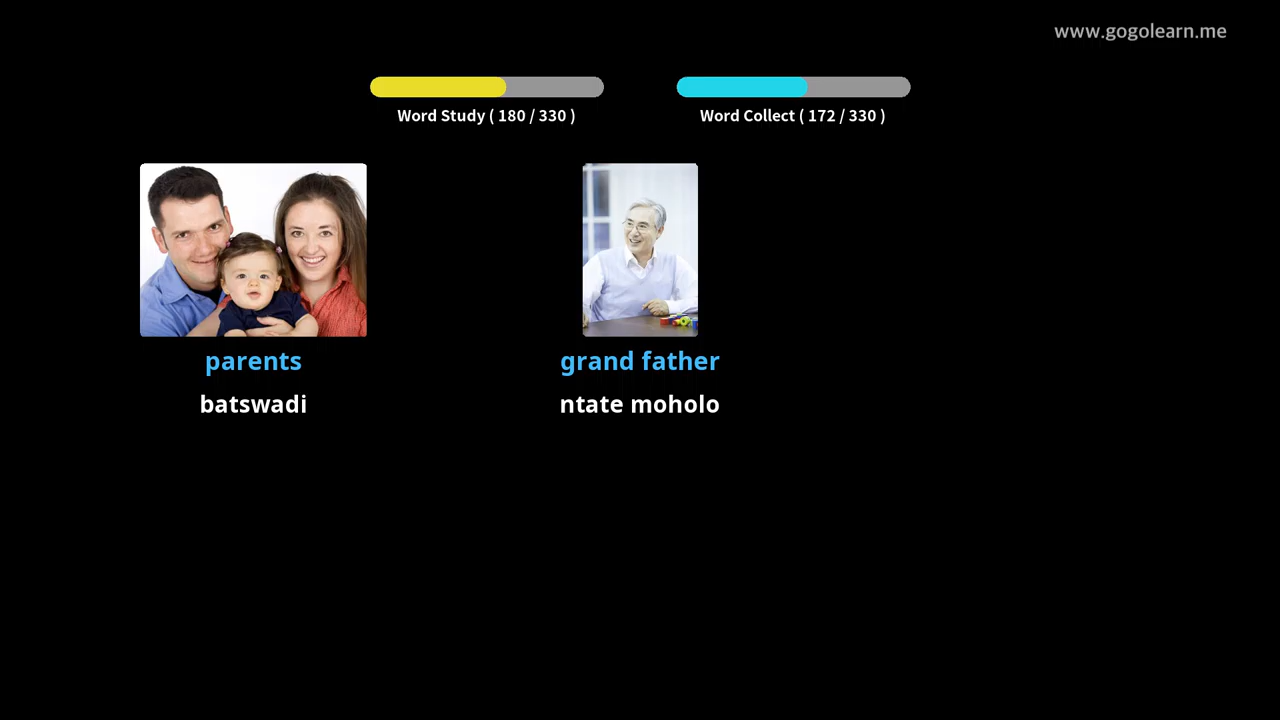 www.gogolearn.me
Word Study ( 180 / 330 )
Word Collect ( 172 / 330 )
parents
grand father
batswadi
ntate moholo